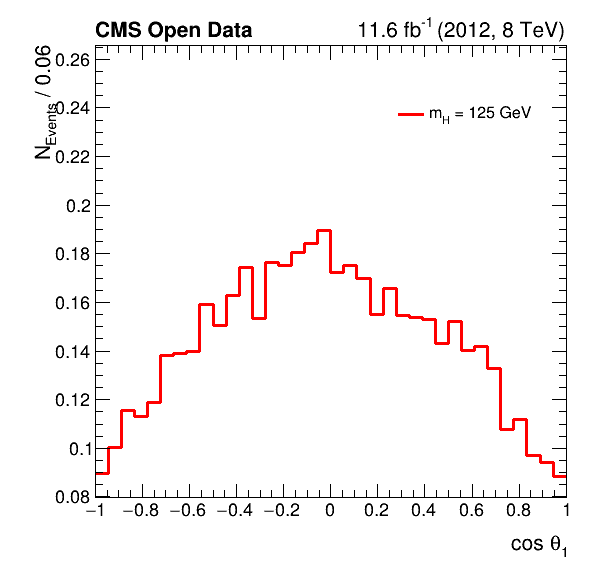 CMS Open Data 11.6 fb⁻¹ (2012, 8 TeV)
N_Events / 0.06
0.26
0.24
m_H = 125 GeV
0.22
0.2
0.18
0.16
0.14
0.12
0.1
0.08
−1 −0.8 −0.6 −0.4 −0.2 0 0.2 0.4 0.6 0.8 1
cos θ₁